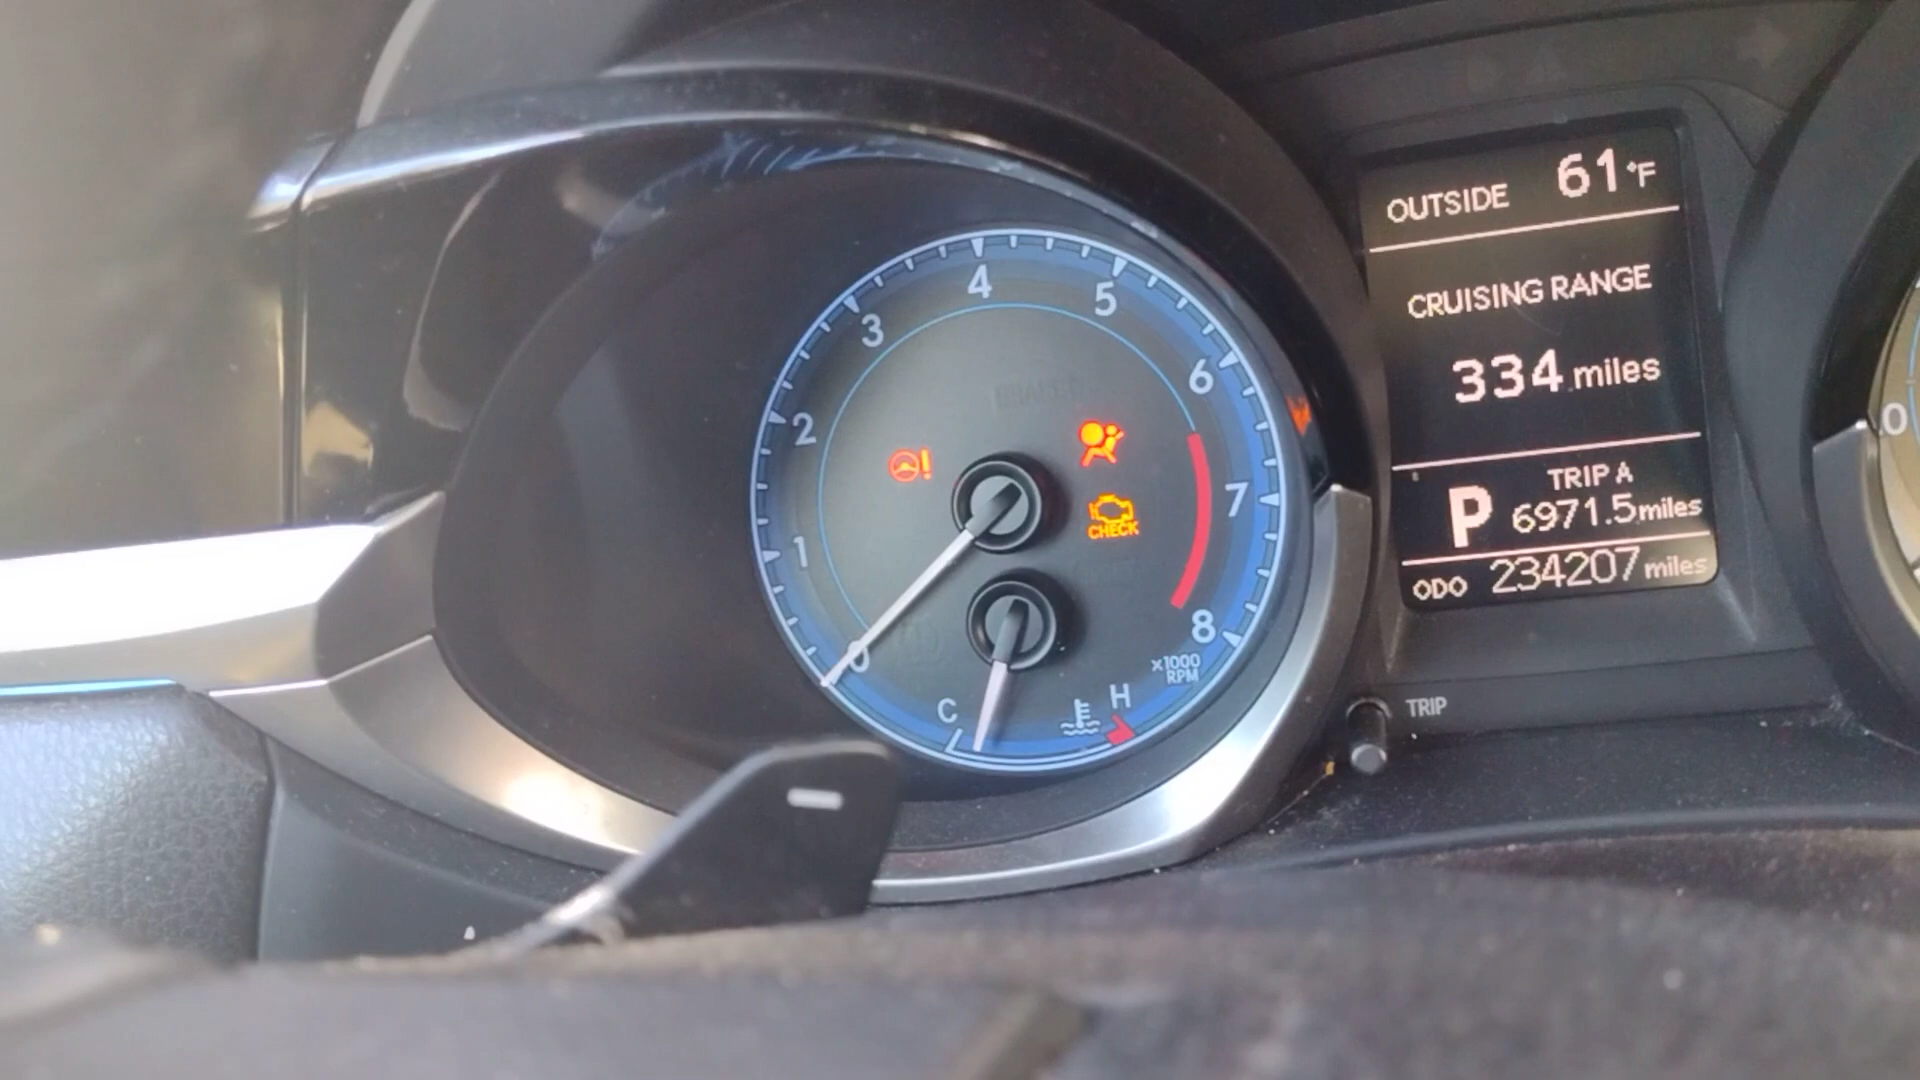 4
5
3
6
2
7
1
0
8
x1000
RPM
C
H
CHECK
OUTSIDE 61°F
CRUISING RANGE
334 miles
TRIP A
P 6971.5 miles
ODO 234207 miles
TRIP